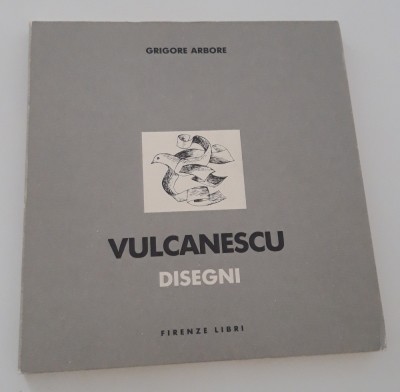 GRIGORE ARBORE
VULCANESCU
DISEGNI
FIRENZE LIBRI